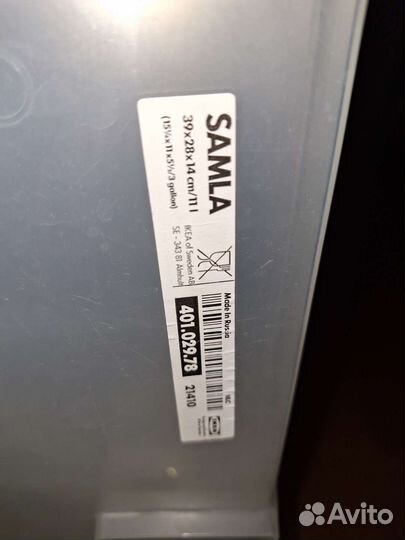 SAMLA
39x28x14 cm/11 l
(15¼x11x5½/3 gallon)
IKEA of Sweden AB
SE - 343 81 Älmhult
Made in Russia
401.029.78
21410
IKEA
Avito